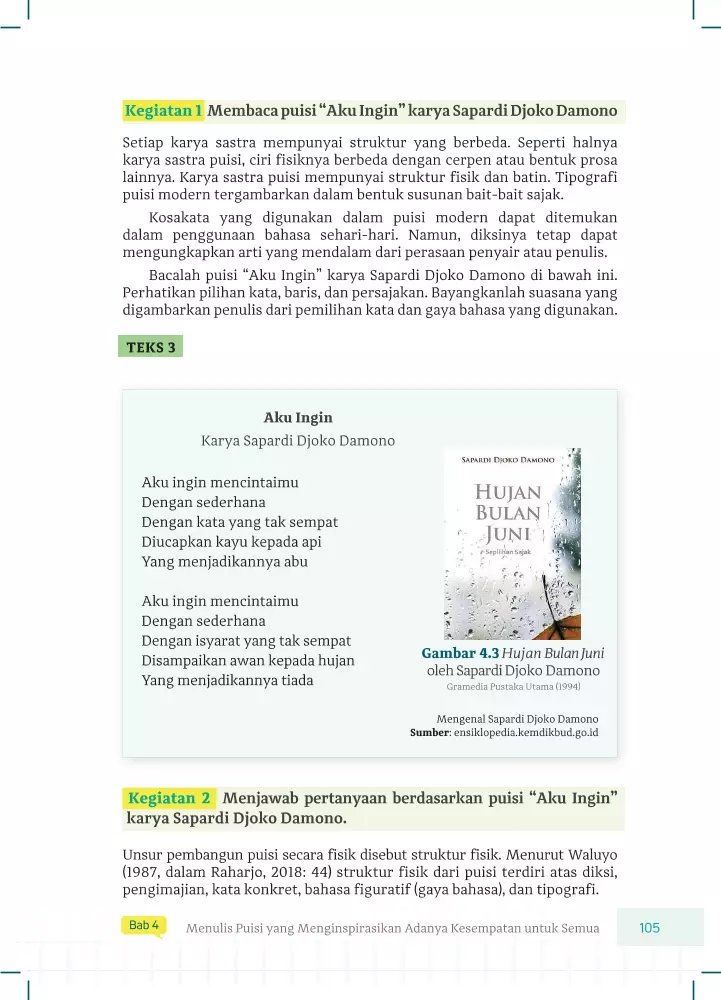 Kegiatan 1 Membaca puisi “Aku Ingin” karya Sapardi Djoko Damono
Setiap karya sastra mempunyai struktur yang berbeda. Seperti halnya
karya sastra puisi, ciri fisiknya berbeda dengan cerpen atau bentuk prosa
lainnya. Karya sastra puisi mempunyai struktur fisik dan batin. Tipografi
puisi modern tergambarkan dalam bentuk susunan bait-bait sajak.
Kosakata yang digunakan dalam puisi modern dapat ditemukan
dalam penggunaan bahasa sehari-hari. Namun, diksinya tetap dapat
mengungkapkan arti yang mendalam dari perasaan penyair atau penulis.
Bacalah puisi “Aku Ingin” karya Sapardi Djoko Damono di bawah ini.
Perhatikan pilihan kata, baris, dan persajakan. Bayangkanlah suasana yang
digambarkan penulis dari pemilihan kata dan gaya bahasa yang digunakan.
TEKS 3
Aku Ingin
Karya Sapardi Djoko Damono
Aku ingin mencintaimu
Dengan sederhana
Dengan kata yang tak sempat
Diucapkan kayu kepada api
Yang menjadikannya abu
Aku ingin mencintaimu
Dengan sederhana
Dengan isyarat yang tak sempat
Disampaikan awan kepada hujan
Yang menjadikannya tiada
SAPARDI DJOKO DAMONO
HUJAN
BULAN
JUNI
Sepilihan Sajak
Gambar 4.3 Hujan Bulan Juni
oleh Sapardi Djoko Damono
Gramedia Pustaka Utama (1994)
Mengenal Sapardi Djoko Damono
Sumber: ensiklopedia.kemdikbud.go.id
Kegiatan 2 Menjawab pertanyaan berdasarkan puisi “Aku Ingin”
karya Sapardi Djoko Damono.
Unsur pembangun puisi secara fisik disebut struktur fisik. Menurut Waluyo
(1987, dalam Raharjo, 2018: 44) struktur fisik dari puisi terdiri atas diksi,
pengimajian, kata konkret, bahasa figuratif (gaya bahasa), dan tipografi.
Bab 4 Menulis Puisi yang Menginspirasikan Adanya Kesempatan untuk Semua 105